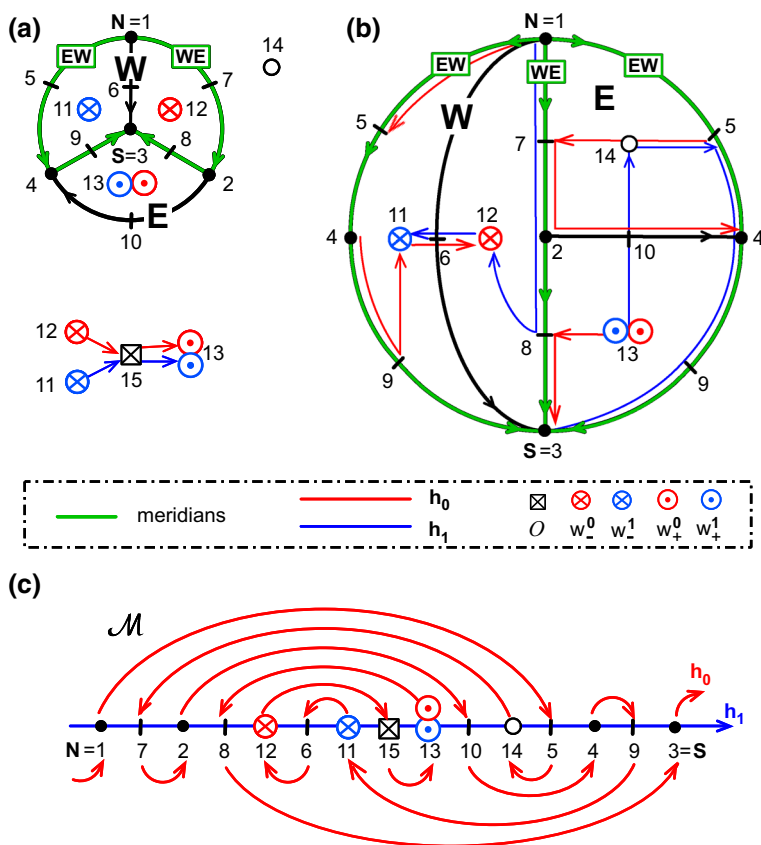 (a)
N=1
14
EW
W
WE
5
6
7
11
12
9
S=3
8
4
13
2
E
10
12
13
15
11
(b)
N=1
EW
WE
EW
W
E
5
7
14
5
11
12
4
6
2
10
4
8
13
9
9
S=3
meridians
h0
h1
O
w0-
w1-
w0+
w1+
(c)
M
h0
h1
N=1 7 2 8 12 6 11 15 13 10 14 5 4 9 3=S